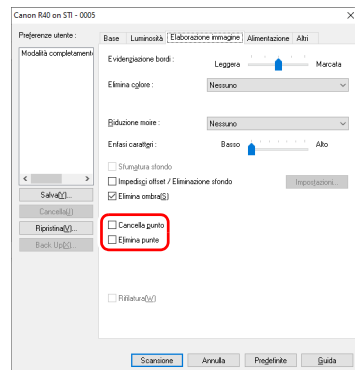 Canon R40 on STI - 0005
Preferenze utente :
Modalità completamente
Salva(Y)...
Cancella(J)
Ripristina(V)...
Back Up(X)...
Base Luminosità Elaborazione immagine Alimentazione Altri
Evidenziazione bordi : Leggera Marcata
Elimina colore : Nessuno
Riduzione moire : Nessuno
Enfasi caratteri : Basso Alto
Sfumatura sfondo
Impedisci offset / Eliminazione sfondo Impostazioni...
Elimina ombra(S)
Cancella punto
Elimina punte
Rifilatura(W)
Scansione Annulla Predefinite Guida